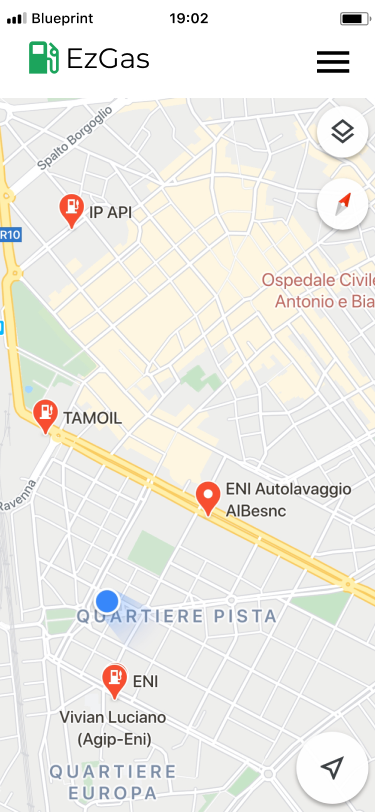 Blueprint
19:02
EzGas
Spalto Borgoglio
IP API
R10
Ospedale Civile
Antonio e Bia
TAMOIL
ENI Autolavaggio
AlBesnc
Ravenna
QUARTIERE PISTA
ENI
Vivian Luciano
(Agip-Eni)
QUARTIERE
EUROPA